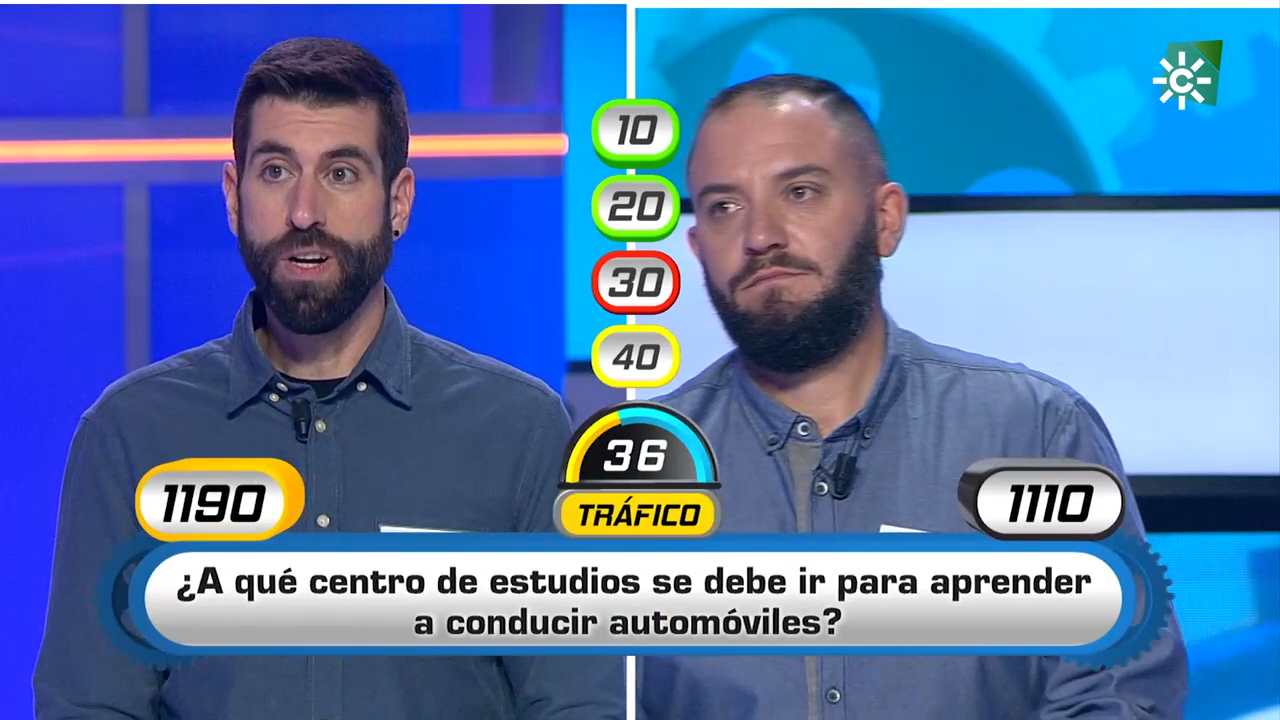 10
20
30
40
36
1190
TRÁFICO
1110
¿A qué centro de estudios se debe ir para aprender
a conducir automóviles?